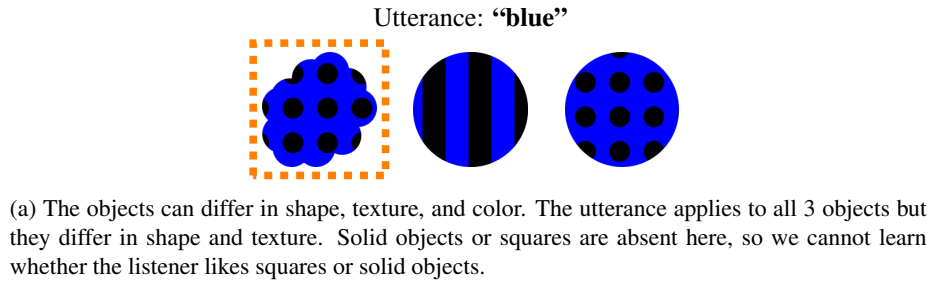 Utterance: “blue”
(a) The objects can differ in shape, texture, and color. The utterance applies to all 3 objects but
they differ in shape and texture. Solid objects or squares are absent here, so we cannot learn
whether the listener likes squares or solid objects.